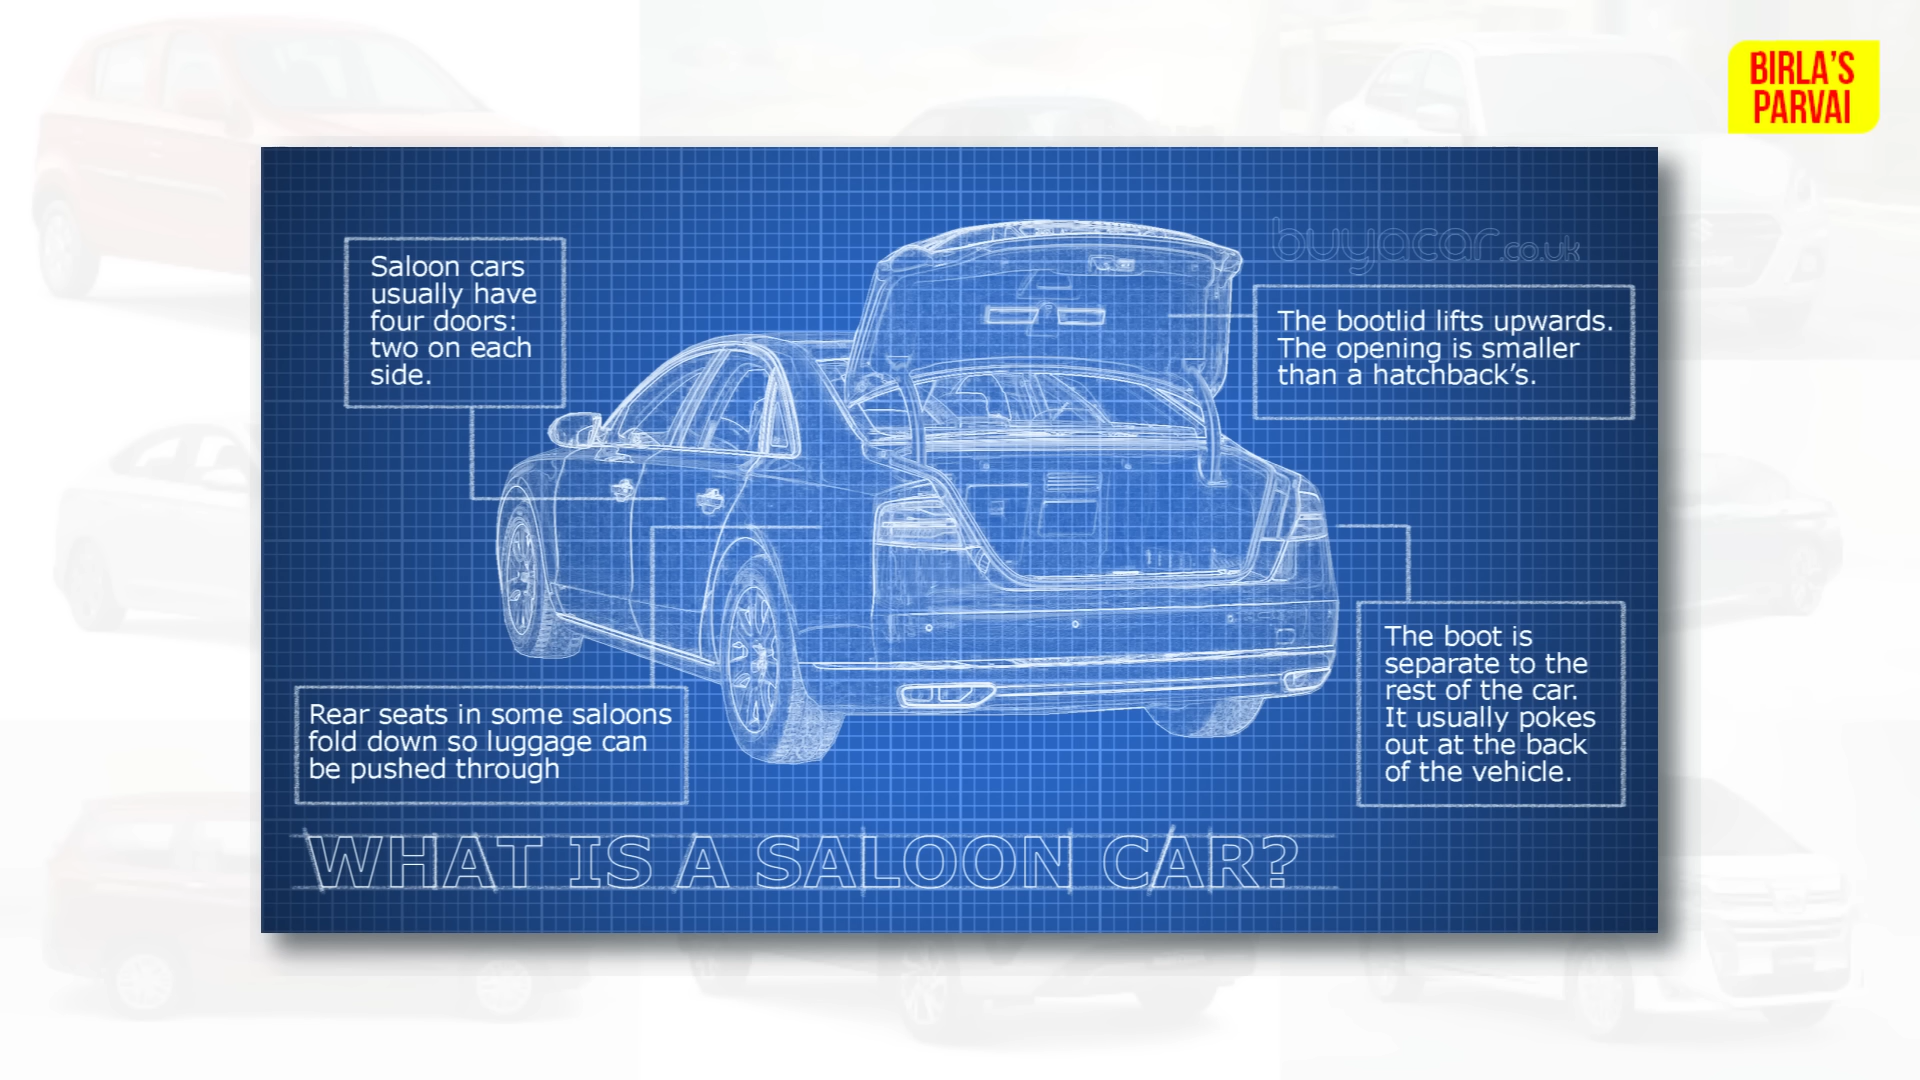 BIRLA'S
PARVAI
buyacar.co.uk
Saloon cars
usually have
four doors:
two on each
side.
The bootlid lifts upwards.
The opening is smaller
than a hatchback's.
The boot is
separate to the
rest of the car.
It usually pokes
out at the back
of the vehicle.
Rear seats in some saloons
fold down so luggage can
be pushed through
WHAT IS A SALOON CAR?